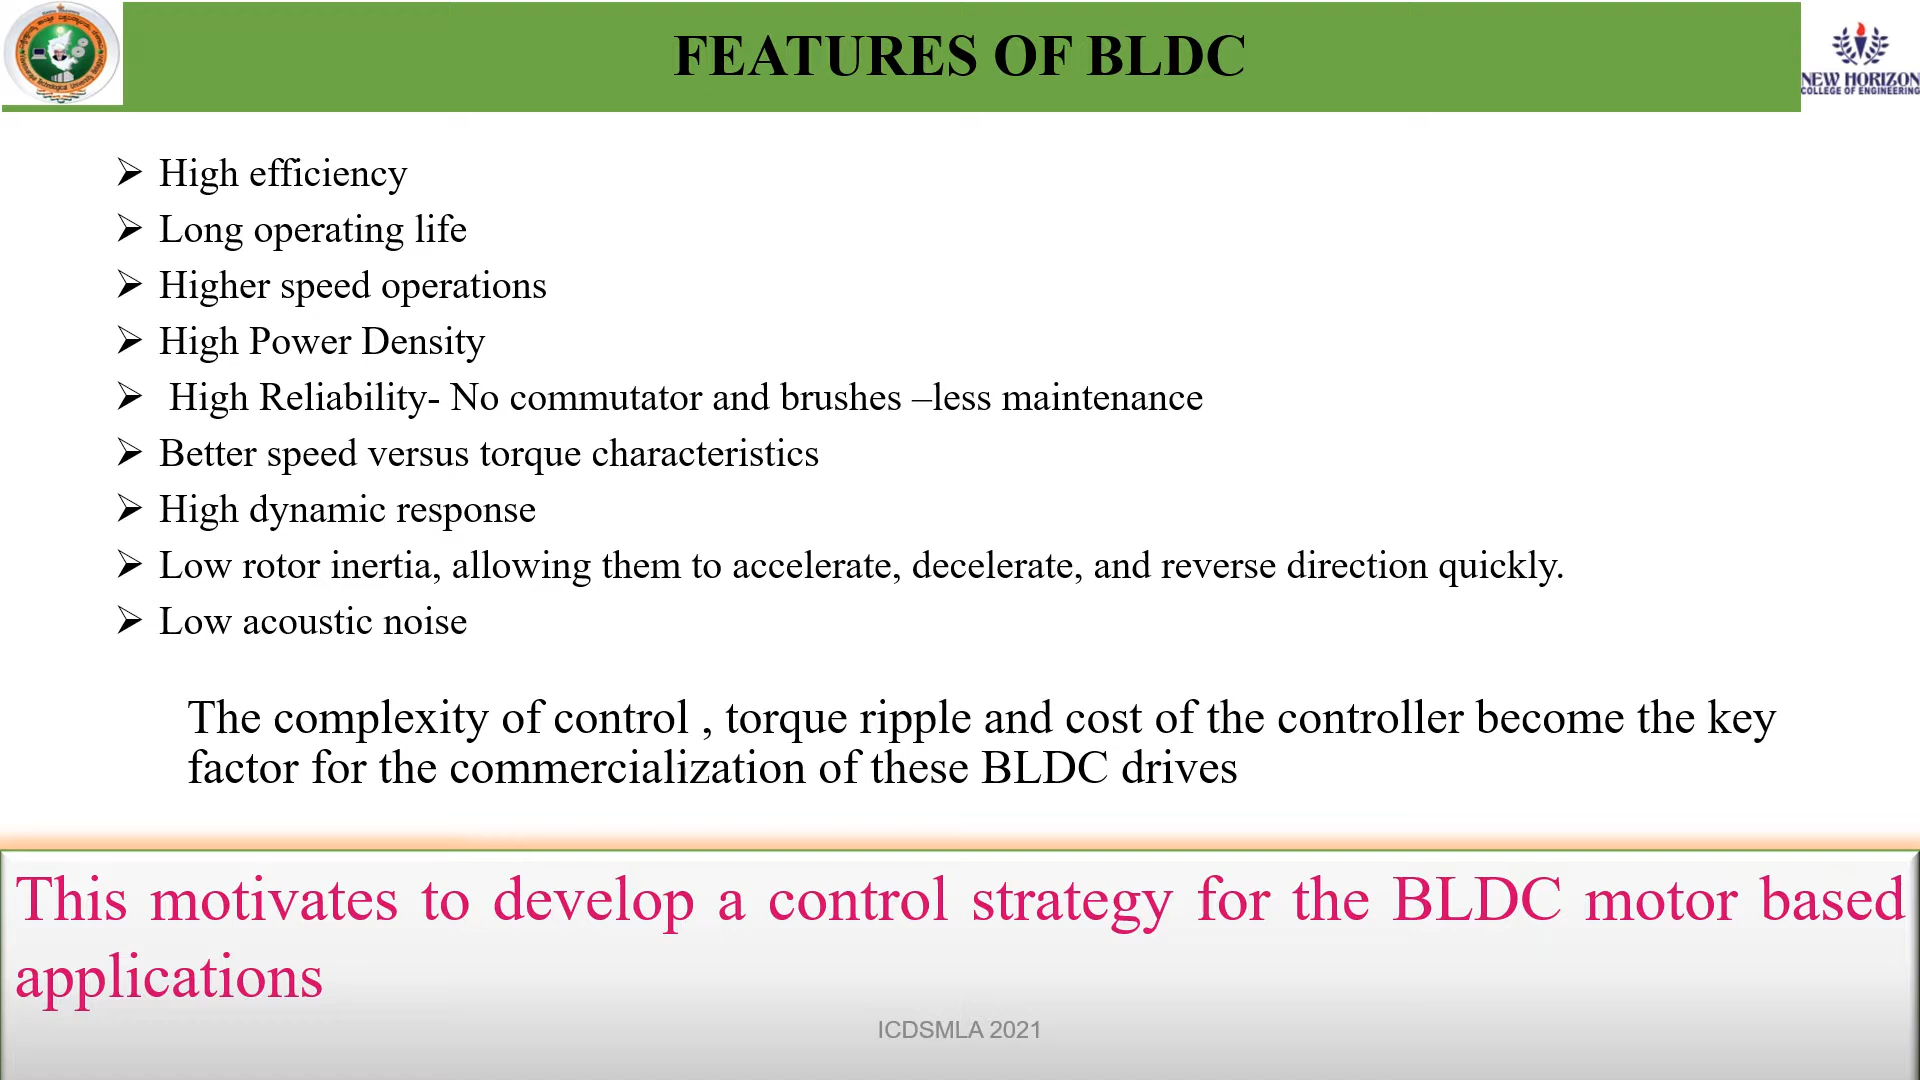 FEATURES OF BLDC
NEW HORIZON
COLLEGE OF ENGINEERING
➢ High efficiency
➢ Long operating life
➢ Higher speed operations
➢ High Power Density
➢ High Reliability- No commutator and brushes –less maintenance
➢ Better speed versus torque characteristics
➢ High dynamic response
➢ Low rotor inertia, allowing them to accelerate, decelerate, and reverse direction quickly.
➢ Low acoustic noise
The complexity of control , torque ripple and cost of the controller become the key
factor for the commercialization of these BLDC drives
This motivates to develop a control strategy for the BLDC motor based
applications
ICDSMLA 2021